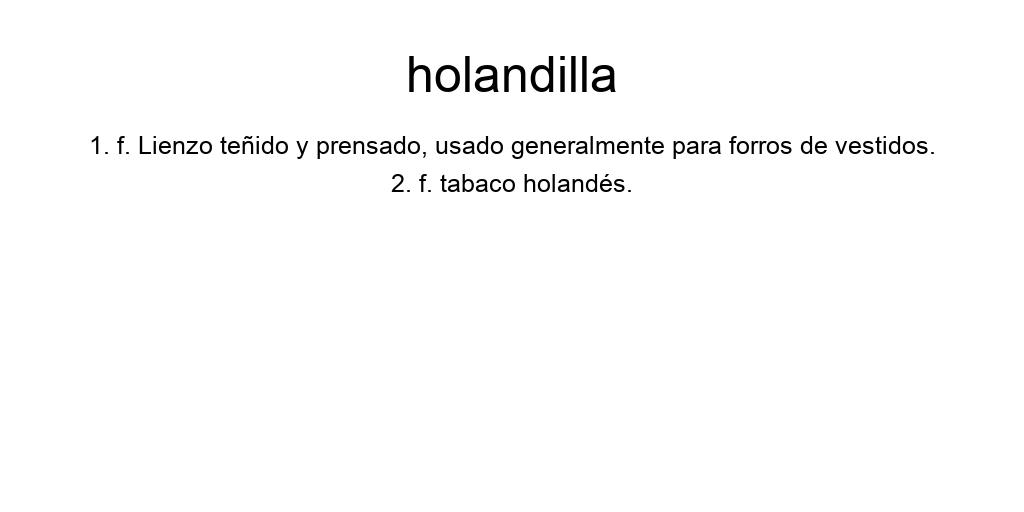 holandilla
1. f. Lienzo teñido y prensado, usado generalmente para forros de vestidos.
2. f. tabaco holandés.